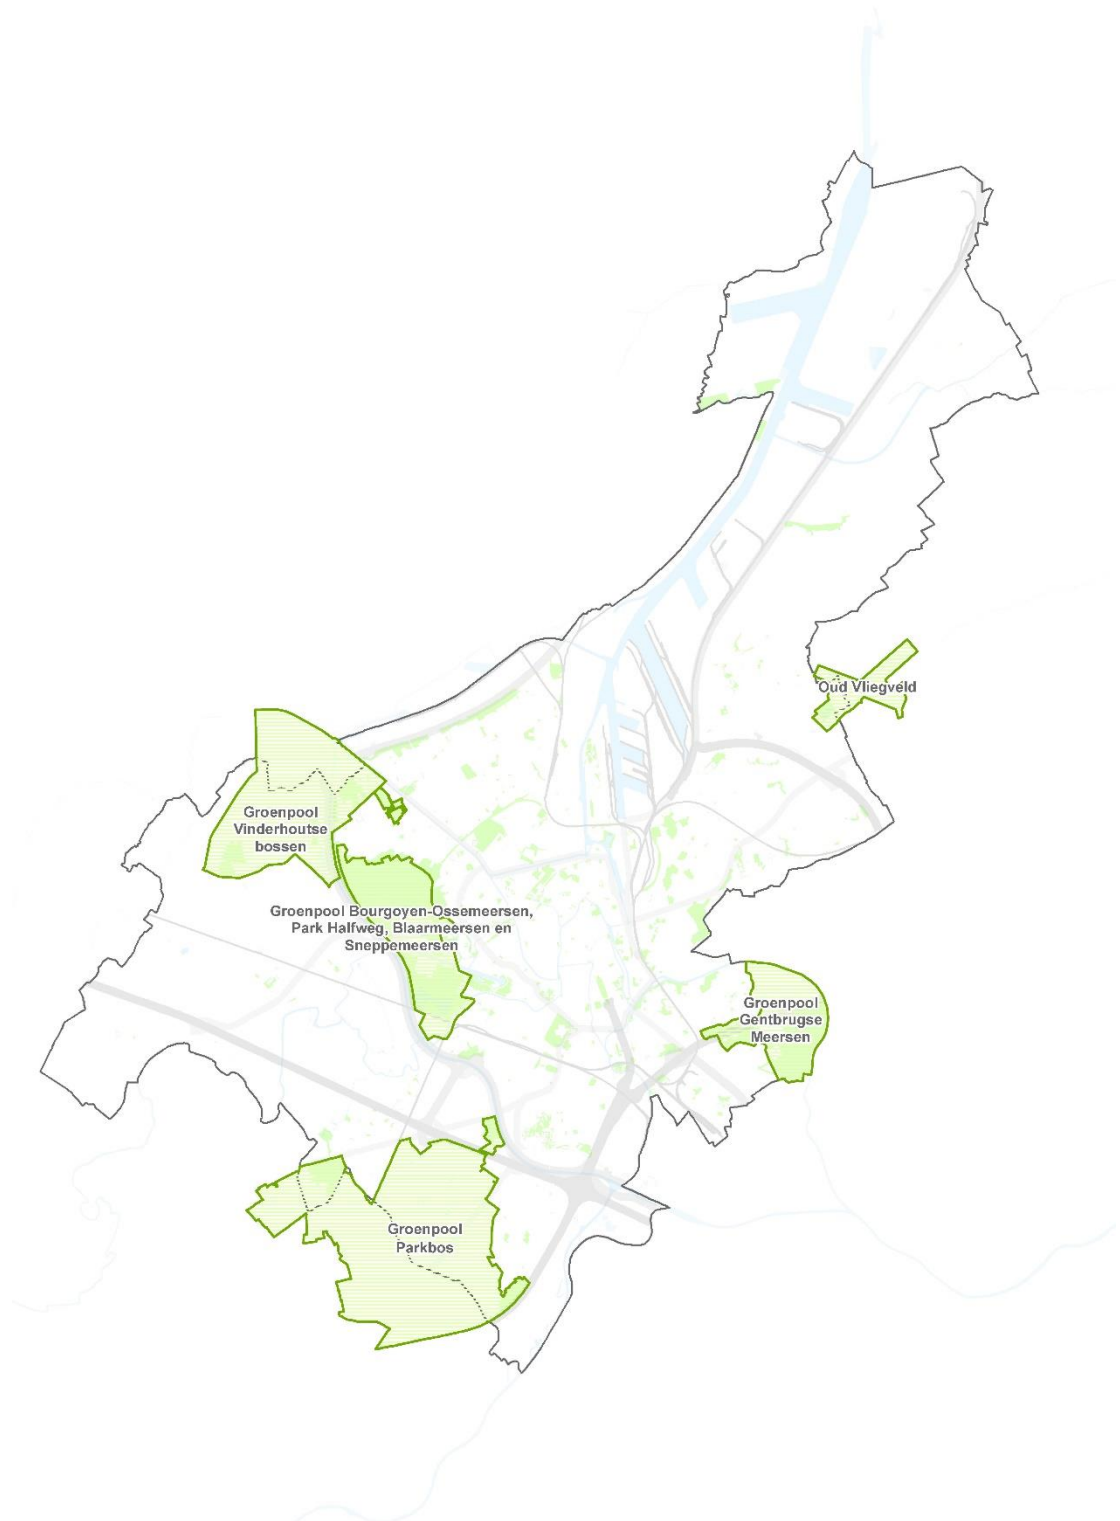 Oud Vliegveld
Groenpool
Vinderhoutse
bossen
Groenpool Bourgoyen-Ossemeersen,
Park Halfweg, Blaarmeersen en
Sneppemeersen
Groenpool
Gentbrugse
Meersen
Groenpool
Parkbos